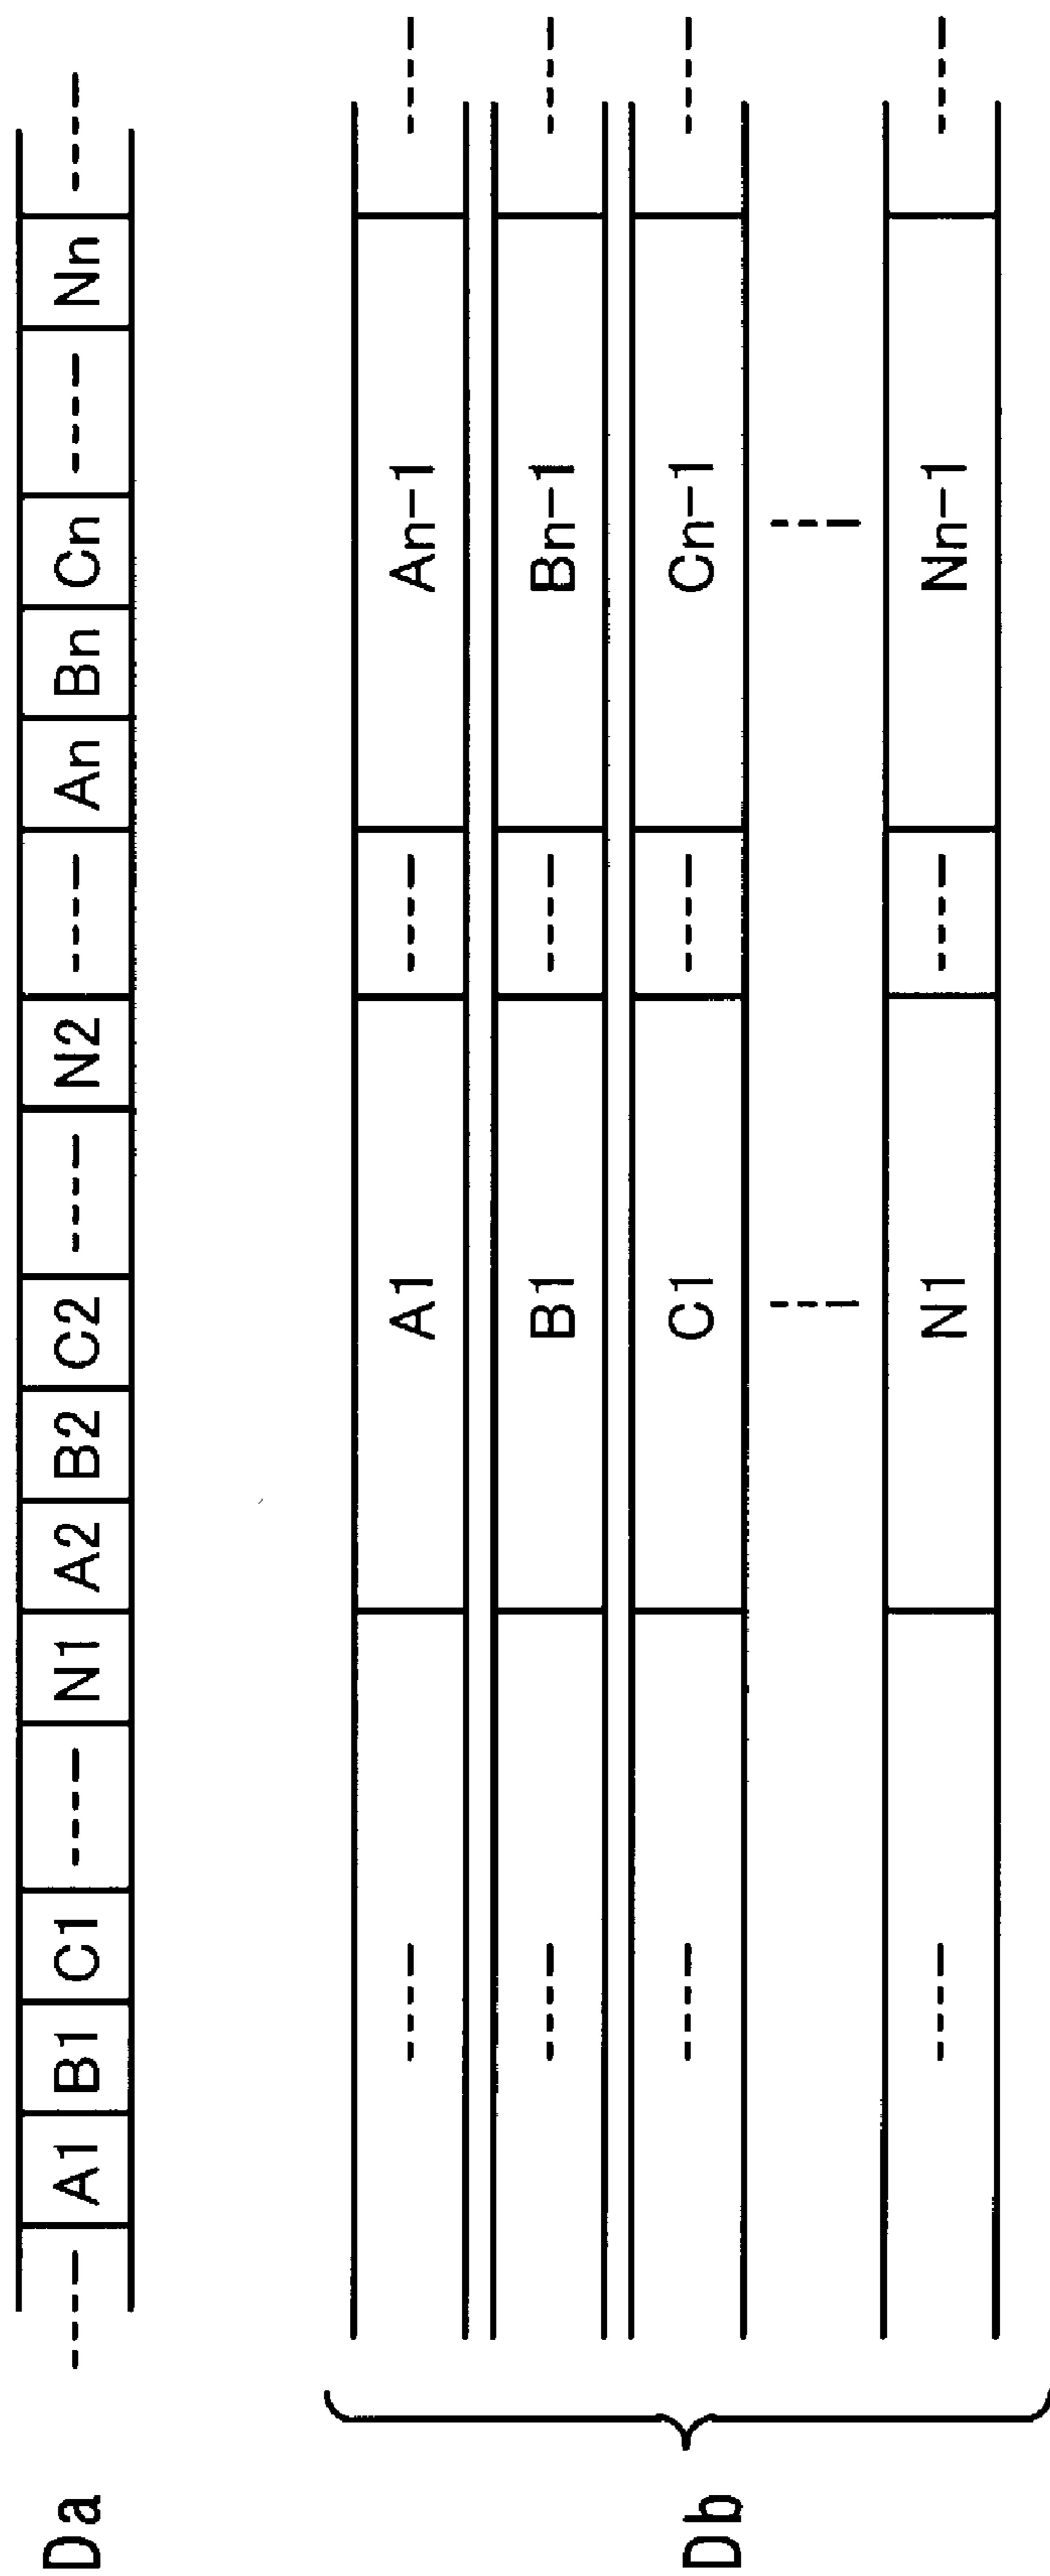 Da ---- A1 B1 C1 ---- N1 A2 B2 C2 ---- N2 ---- An Bn Cn ---- Nn ----
Db
---- A1 ---- An-1 ----
---- B1 ---- Bn-1 ----
---- C1 ---- Cn-1 ----
---- N1 ---- Nn-1 ----